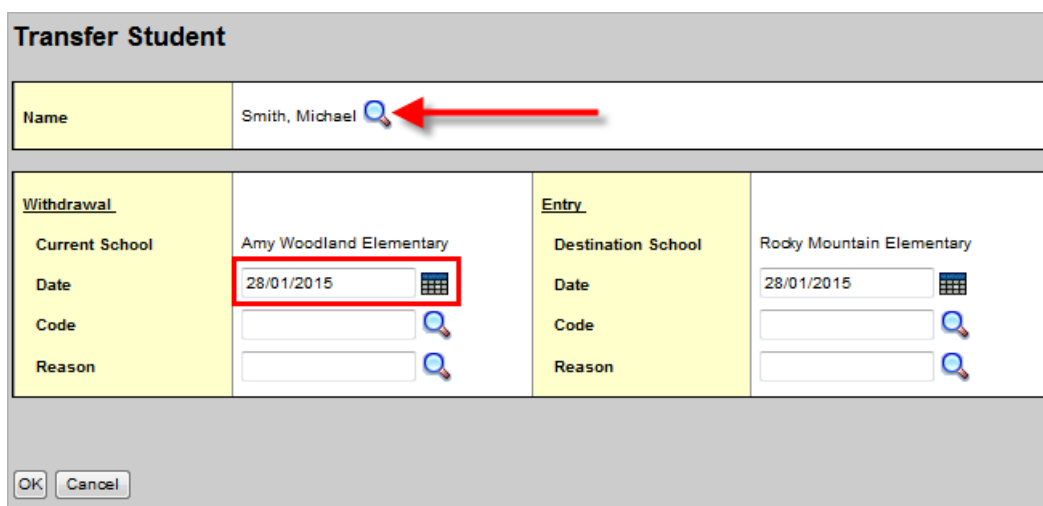 Transfer Student
Name Smith, Michael
Withdrawal Entry
Current School Amy Woodland Elementary Destination School Rocky Mountain Elementary
Date 28/01/2015 Date 28/01/2015
Code Code
Reason Reason
OK Cancel